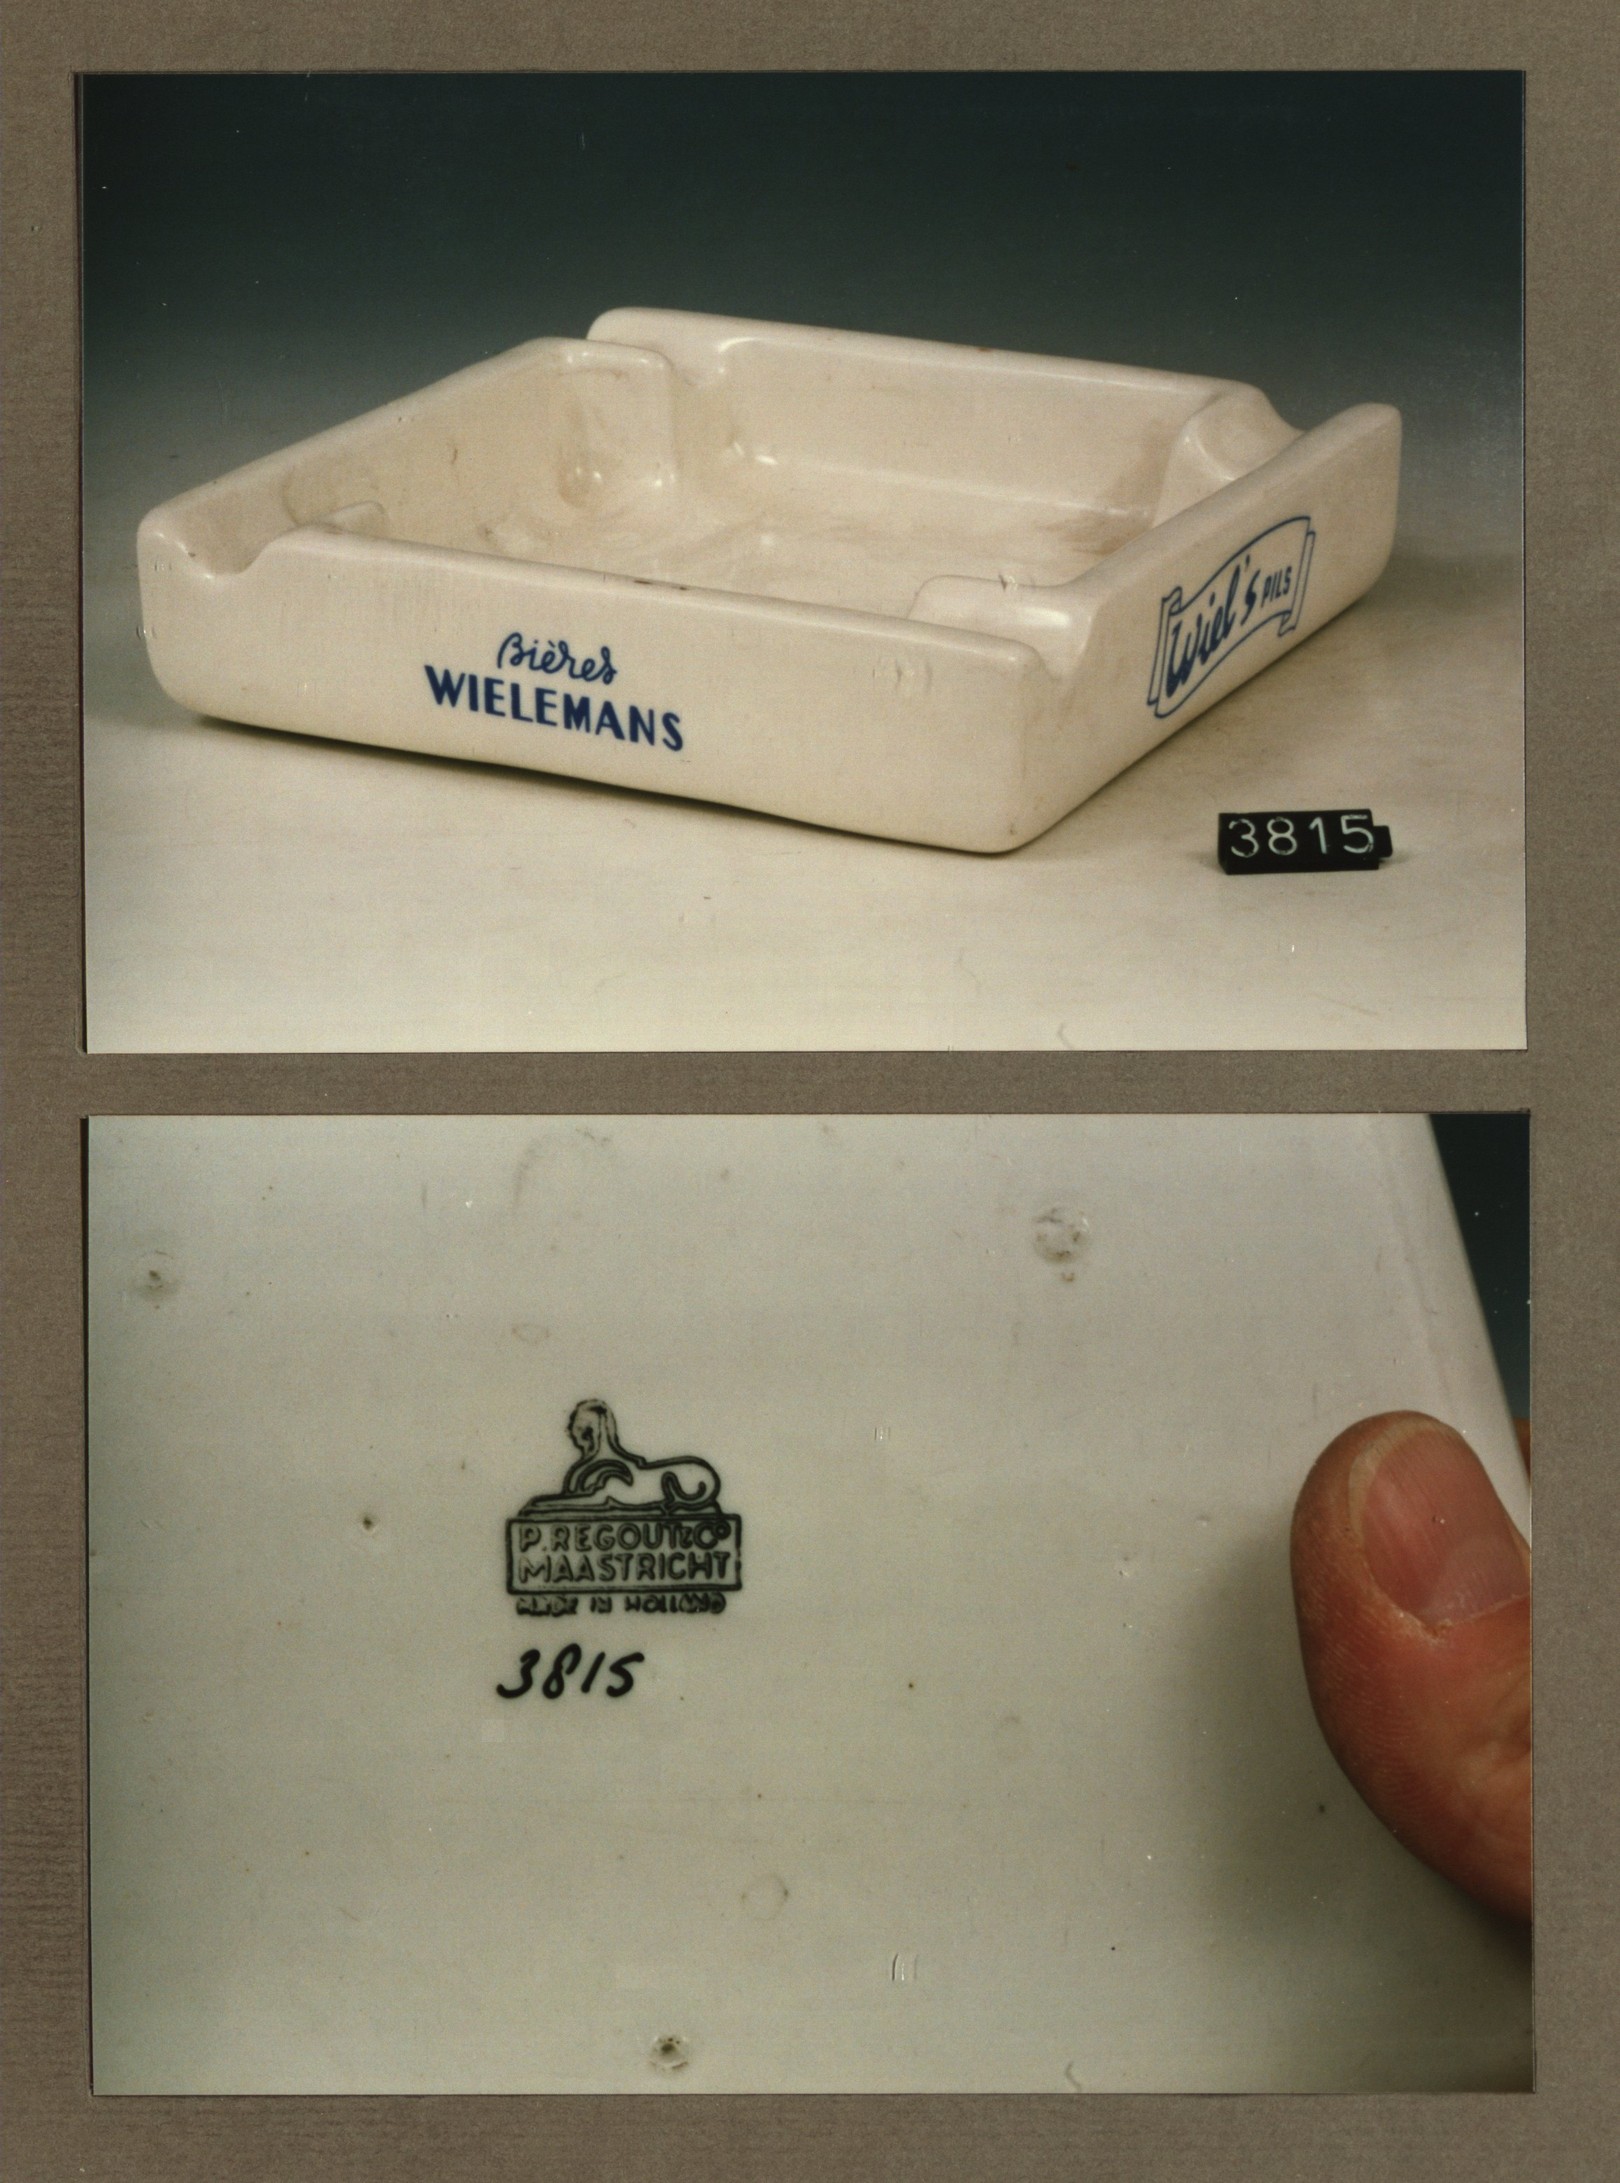 Bières
WIELEMANS
Wiel's PILS
3815
P. REGOUT & Cº
MAASTRICHT
MADE IN HOLLAND
3815